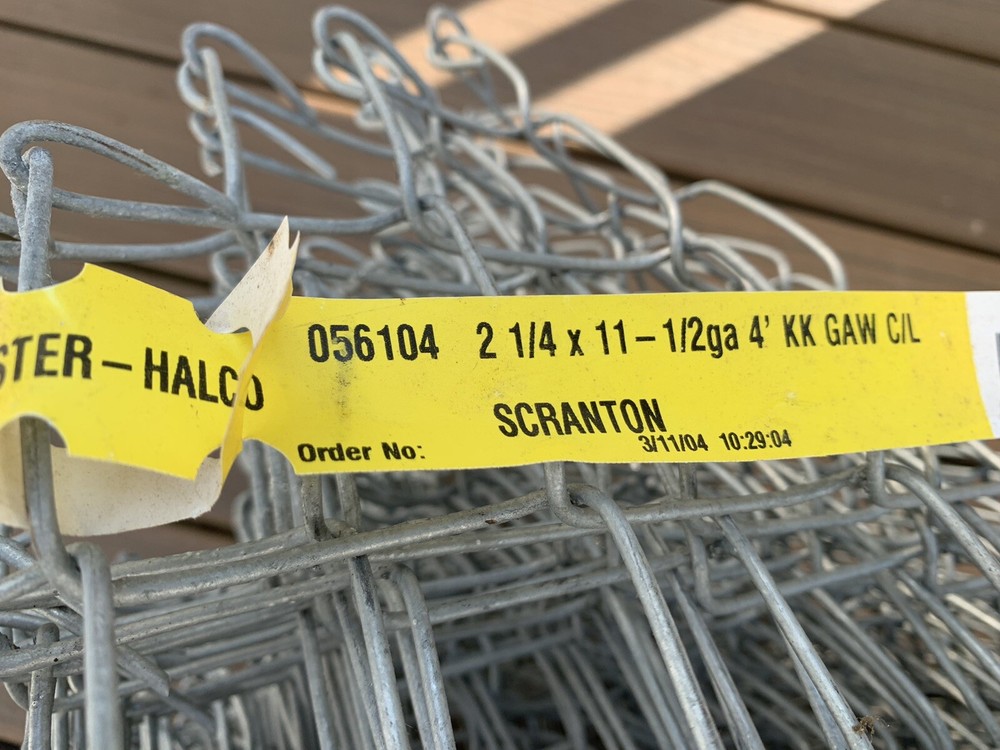 STER-HALCO
056104 2 1/4 x 11-1/2ga 4' KK GAW C/L
SCRANTON
Order No: 3/11/04 10:29:04